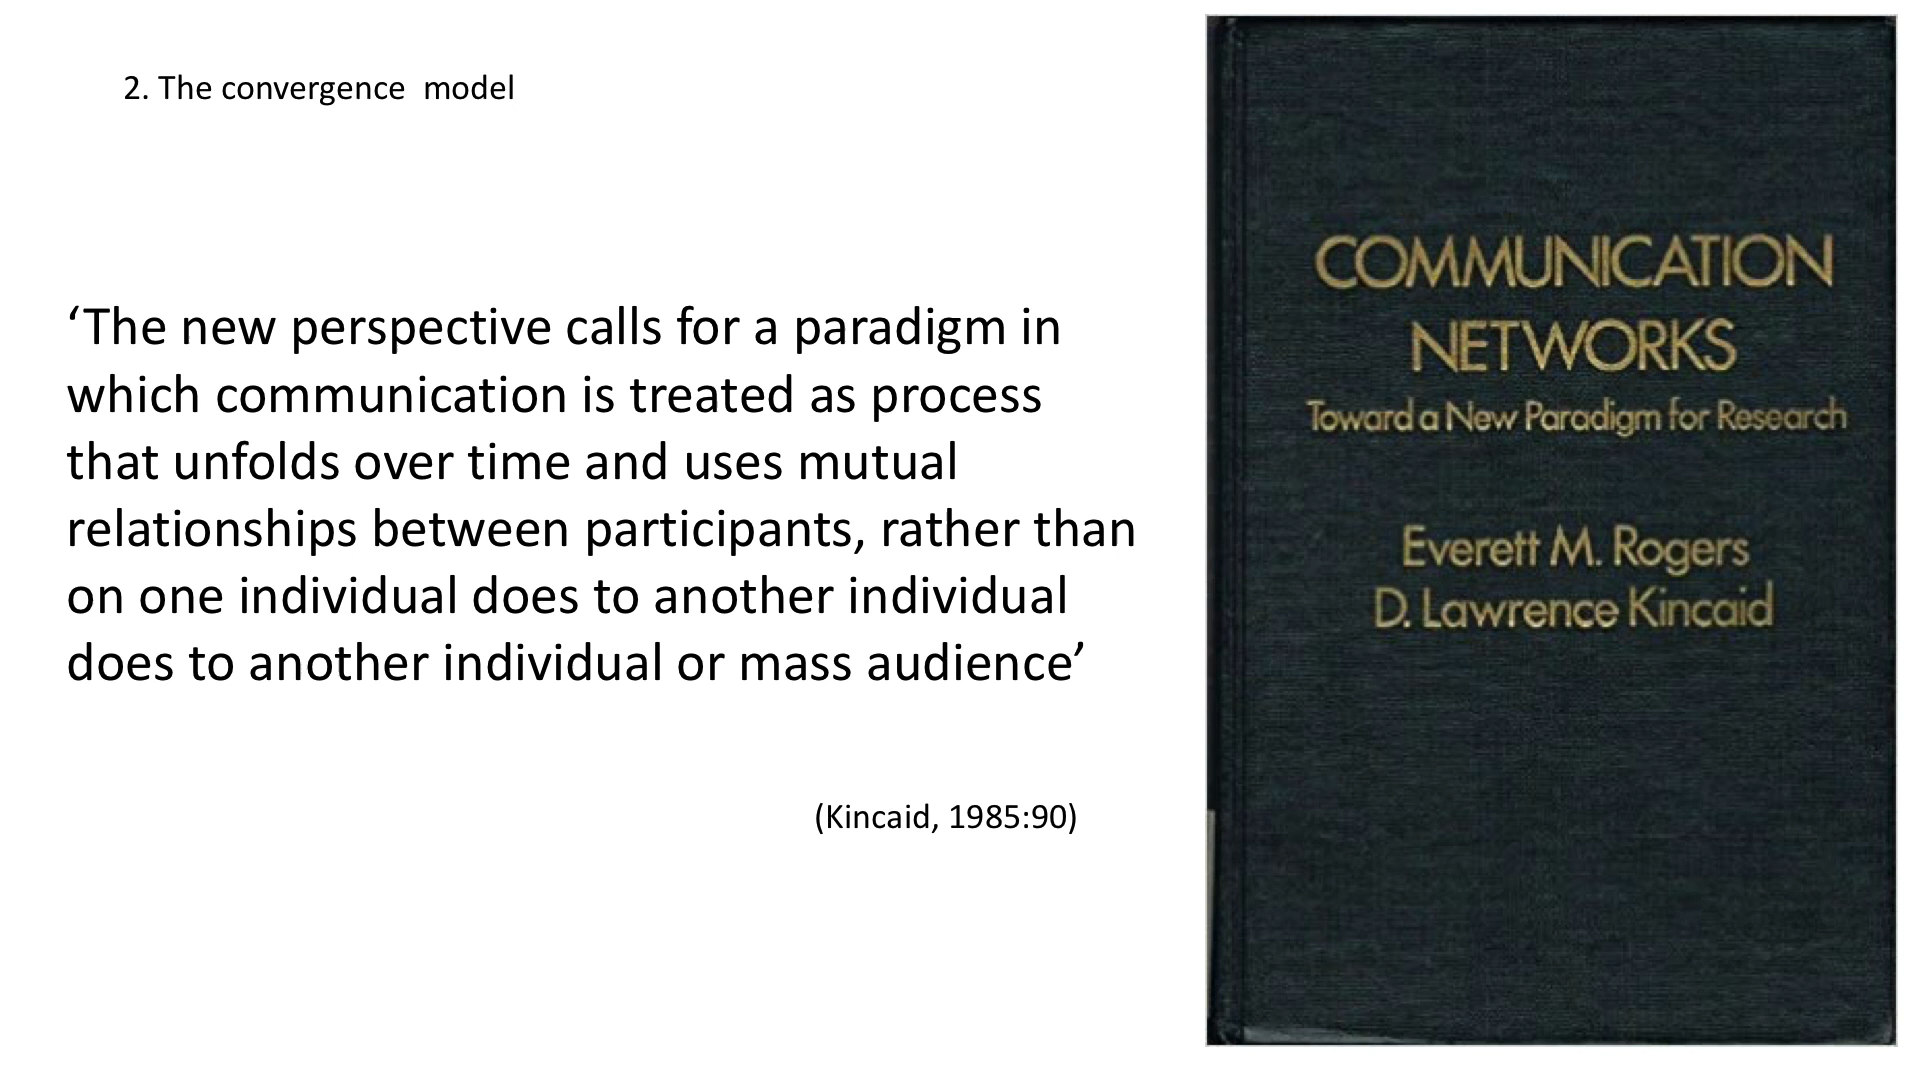 2. The convergence  model
‘The new perspective calls for a paradigm in
which communication is treated as process
that unfolds over time and uses mutual
relationships between participants, rather than
on one individual does to another individual
does to another individual or mass audience’
(Kincaid, 1985:90)
COMMUNICATION
NETWORKS
Toward a New Paradigm for Research
Everett M. Rogers
D. Lawrence Kincaid